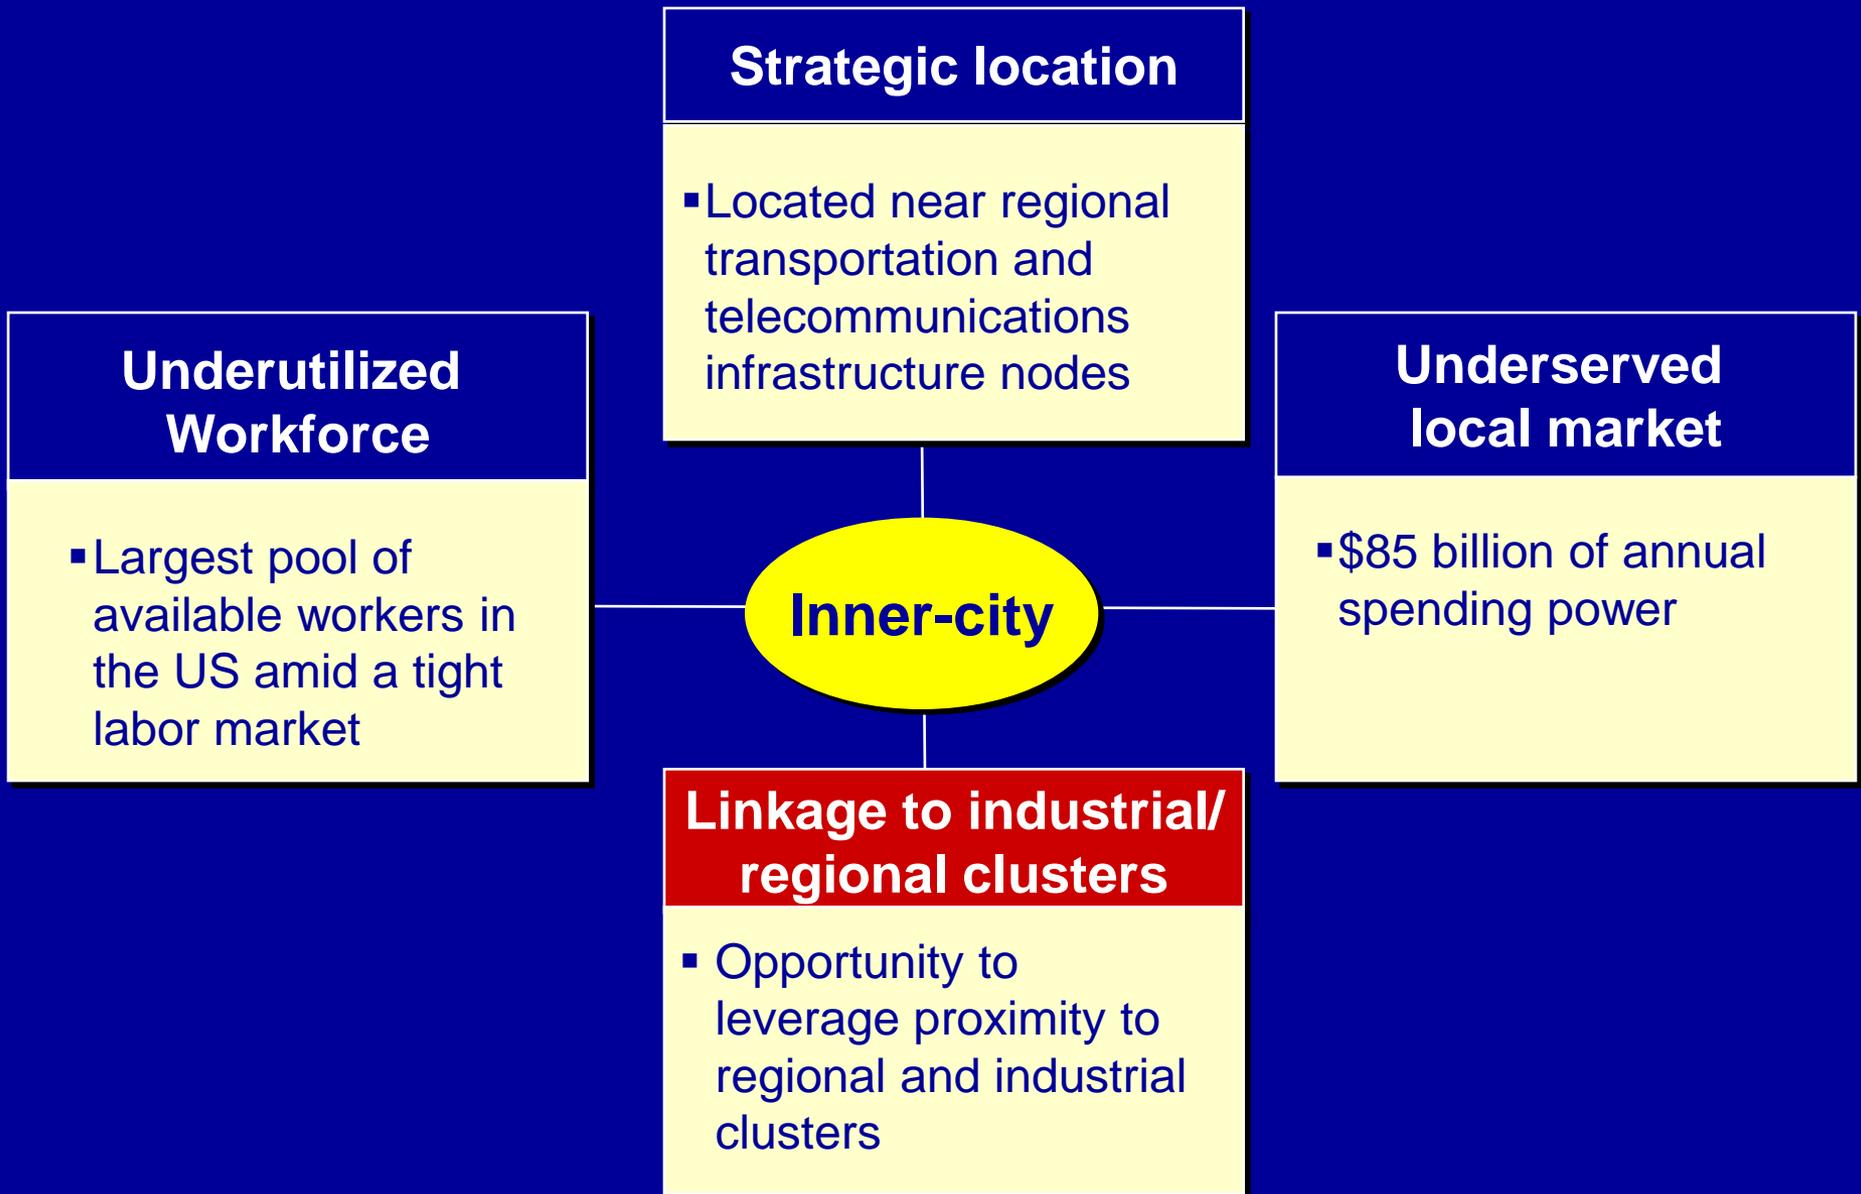 Strategic location
▪Located near regional
transportation and
telecommunications
infrastructure nodes
Underutilized
Workforce
▪Largest pool of
available workers in
the US amid a tight
labor market
Inner-city
Underserved
local market
▪$85 billion of annual
spending power
Linkage to industrial/
regional clusters
▪ Opportunity to
leverage proximity to
regional and industrial
clusters